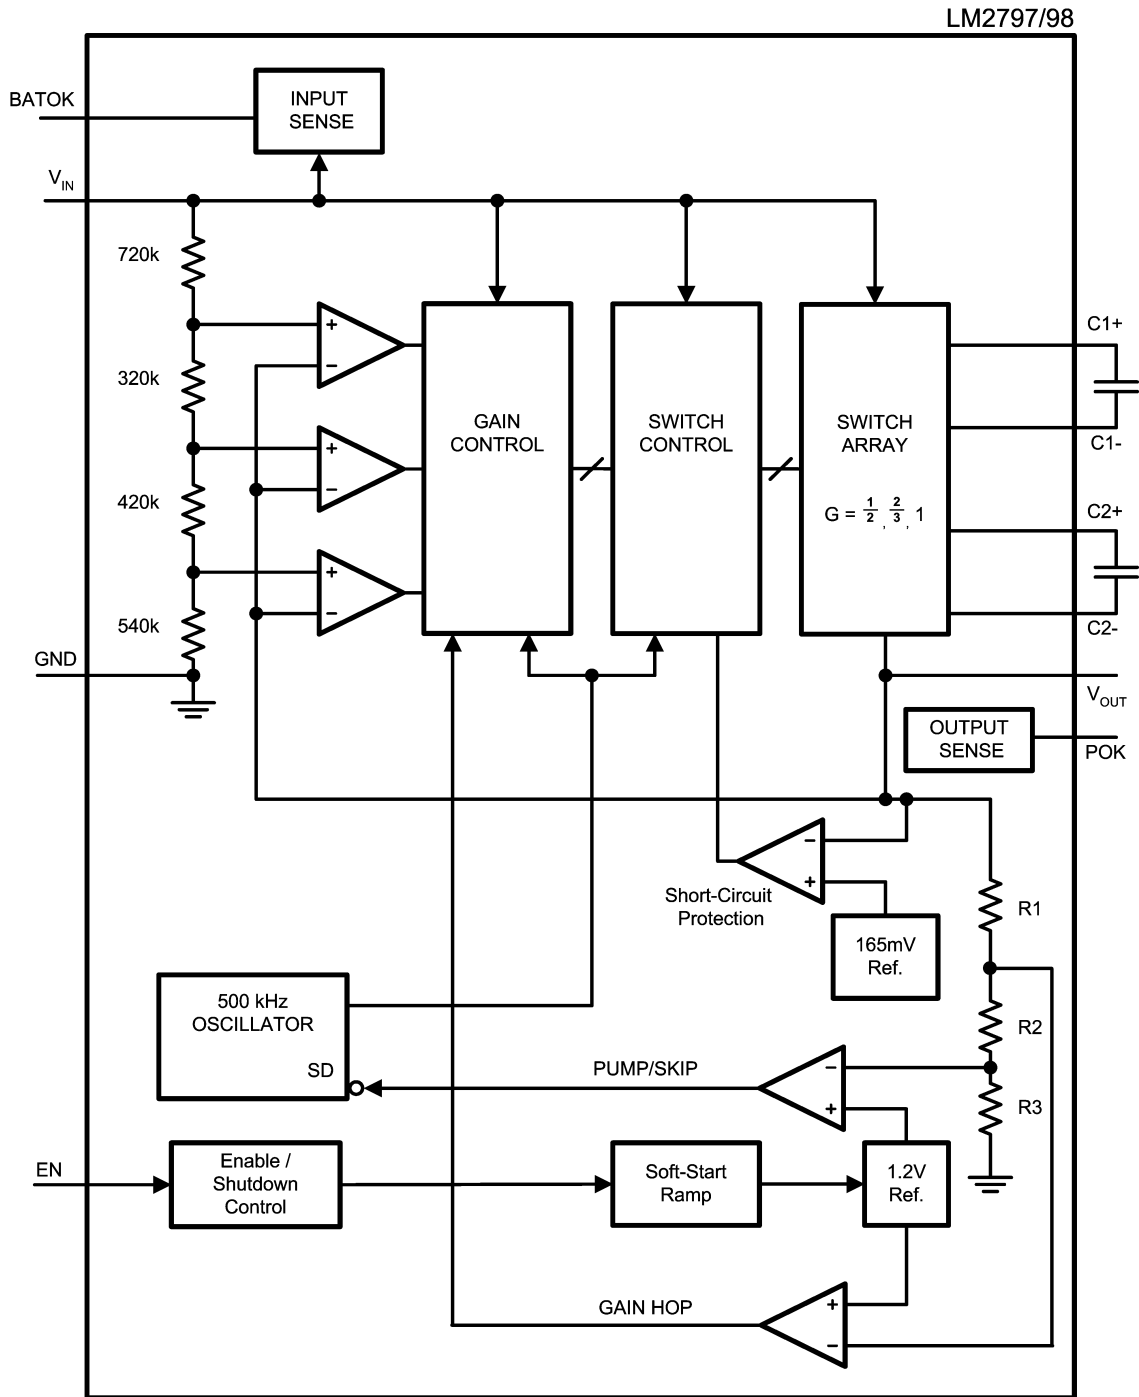 LM2797/98
BATOK
INPUT
SENSE
V_IN
720k
320k
420k
540k
GND
+
−
+
−
+
−
GAIN
CONTROL
SWITCH
CONTROL
SWITCH
ARRAY
G = 1/2, 2/3, 1
C1+
C1-
C2+
C2-
V_OUT
OUTPUT
SENSE
POK
−
+
Short-Circuit
Protection
165mV
Ref.
R1
R2
R3
500 kHz
OSCILLATOR
SD
PUMP/SKIP
−
+
EN
Enable /
Shutdown
Control
Soft-Start
Ramp
1.2V
Ref.
GAIN HOP
+
−